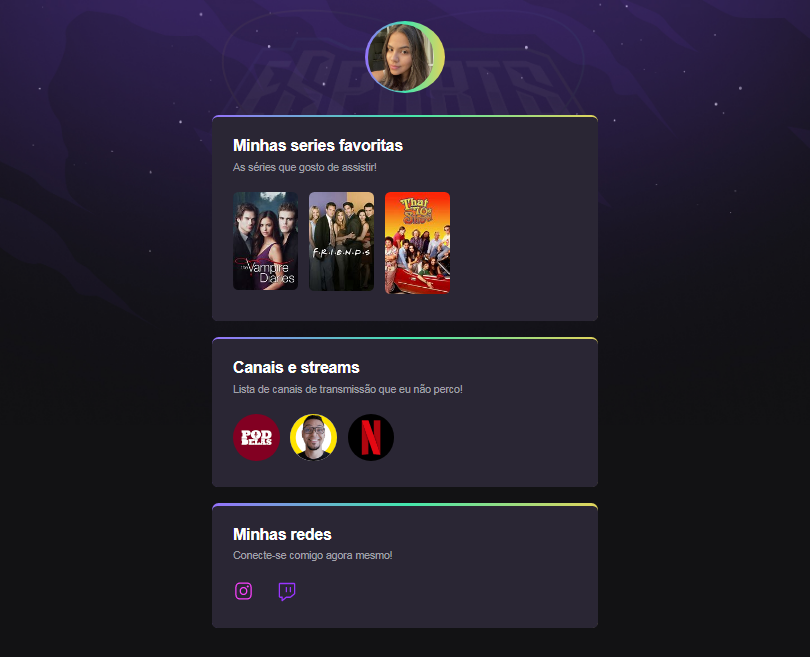 ESPORTS
Minhas series favoritas
As séries que gosto de assistir!
The Vampire
Diaries
F·R·I·E·N·D·S
That
'70s
Show
Canais e streams
Lista de canais de transmissão que eu não perco!
POD
DELAS
N
Minhas redes
Conecte-se comigo agora mesmo!